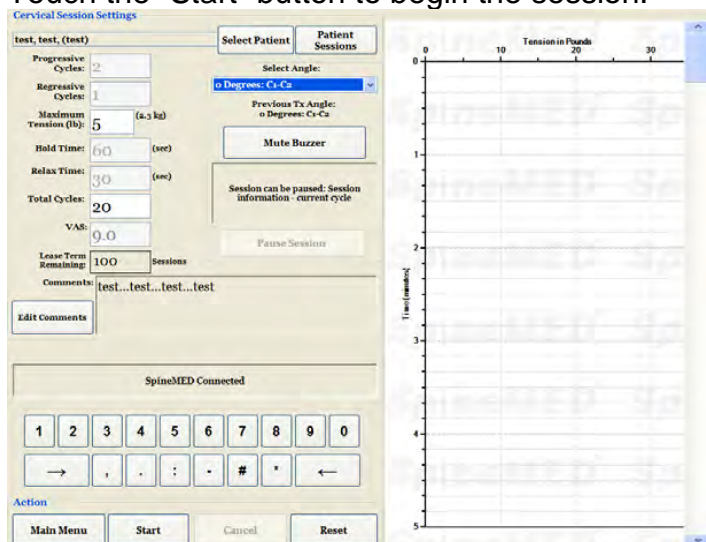 Touch the "Start" button to begin the session.
Cervical Session Settings
test, test, (test)
Select Patient
Patient Sessions
Progressive Cycles: 2
Select Angle:
0 Degrees: C1-C2
Regressive Cycles: 1
Previous Tx Angle:
0 Degrees: C1-C2
Maximum Tension (lb): 5 (2.3 kg)
Mute Buzzer
Hold Time: 60 (sec)
Relax Time: 30 (sec)
Session can be paused: Session
information - current cycle
Total Cycles: 20
VAS: 9.0
Pause Session
Lease Term Remaining: 100 Sessions
Comments: test...test...test...test
Edit Comments
SpineMED Connected
1 2 3 4 5 6 7 8 9 0
→ , . : - # * ←
Action
Main Menu Start Cancel Reset
Tension in Pounds
0 10 20 30
Time (minutes)
0
1
2
3
4
5
SpineMED